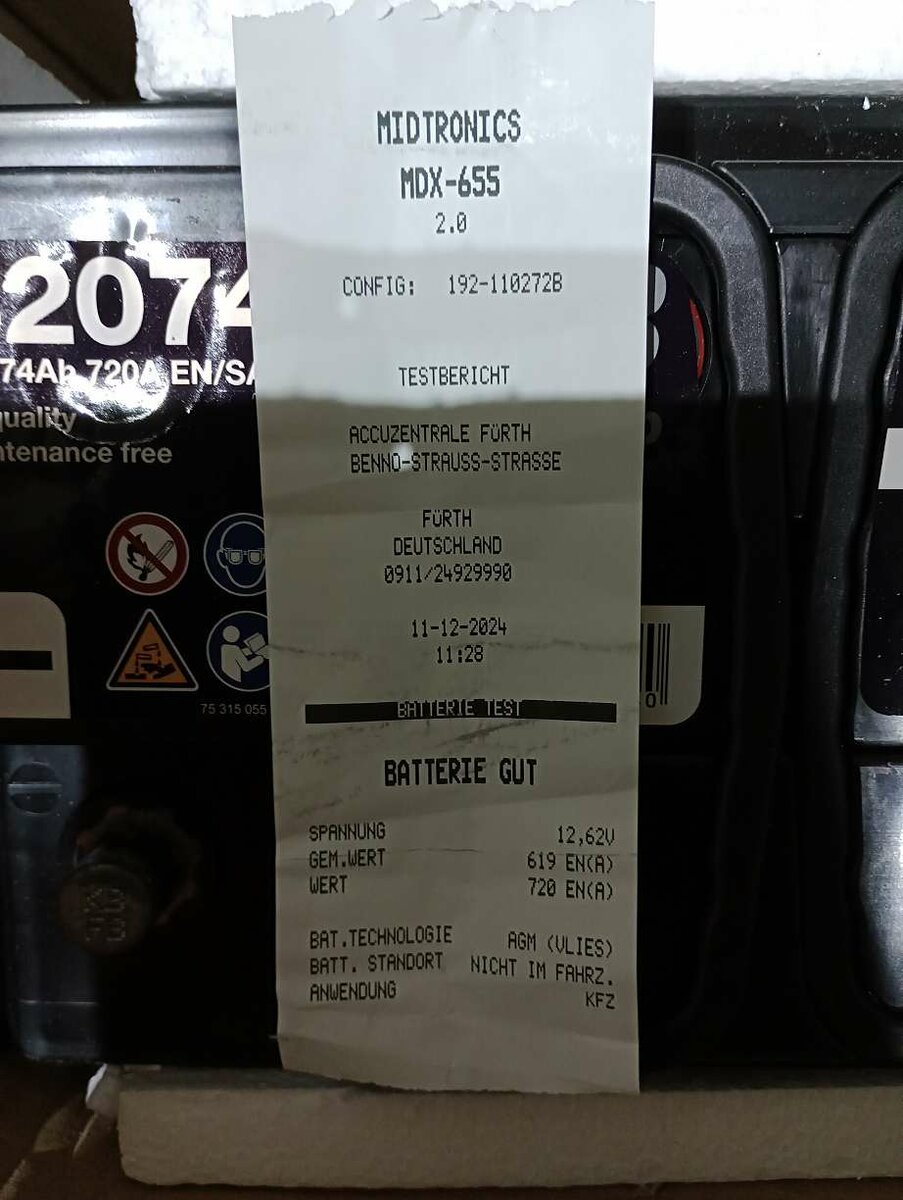 MIDTRONICS
MDX-655
2.0
CONFIG: 192-110272B
TESTBERICHT
ACCUZENTRALE FÜRTH
BENNO-STRAUSS-STRASSE
FÜRTH
DEUTSCHLAND
0911/24929990
11-12-2024
11:28
BATTERIE TEST
BATTERIE GUT
SPANNUNG 12,62V
GEM.WERT 619 EN(A)
WERT 720 EN(A)
BAT.TECHNOLOGIE AGM (VLIES)
BATT. STANDORT NICHT IM FAHRZ.
ANWENDUNG KFZ
2074
74Ah 720A EN/SA
quality
ntenance free
75 315 055
0